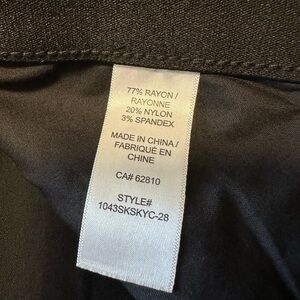 77% RAYON /
RAYONNE
20% NYLON
3% SPANDEX
MADE IN CHINA /
FABRIQUÉ EN
CHINE
CA# 62810
STYLE#
1043SKSKYC-28